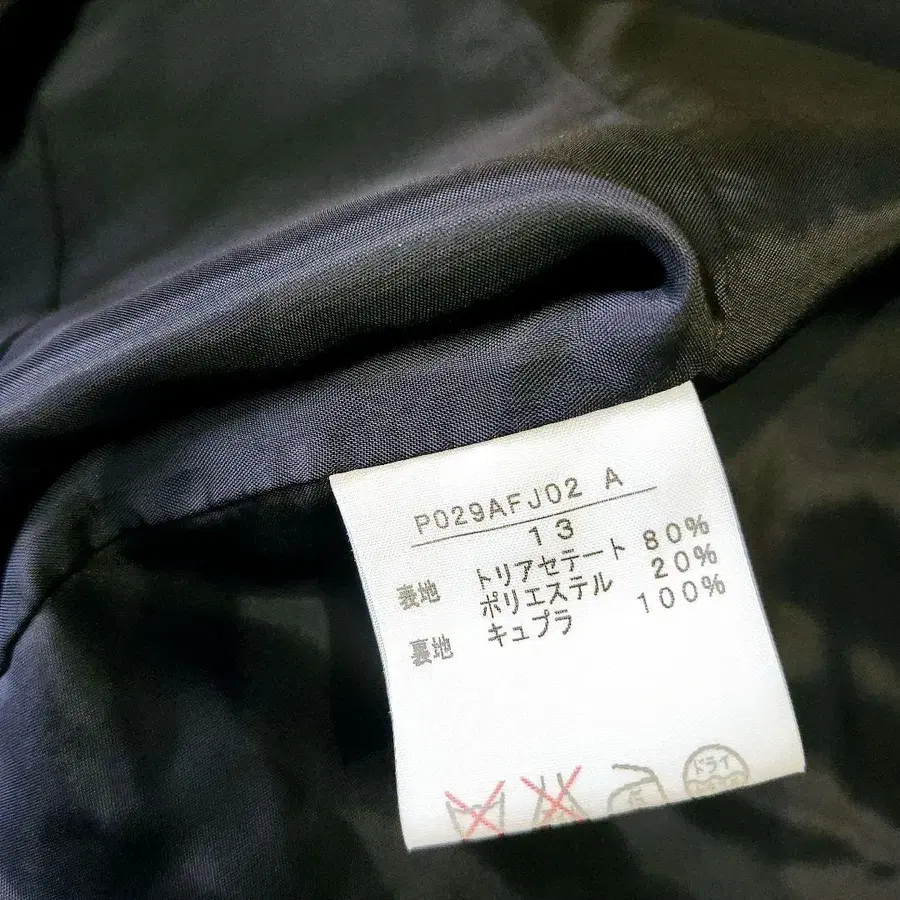 P029AFJ02 A
13
表地 トリアセテート 80%
ポリエステル 20%
裏地 キュプラ 100%
ドライ